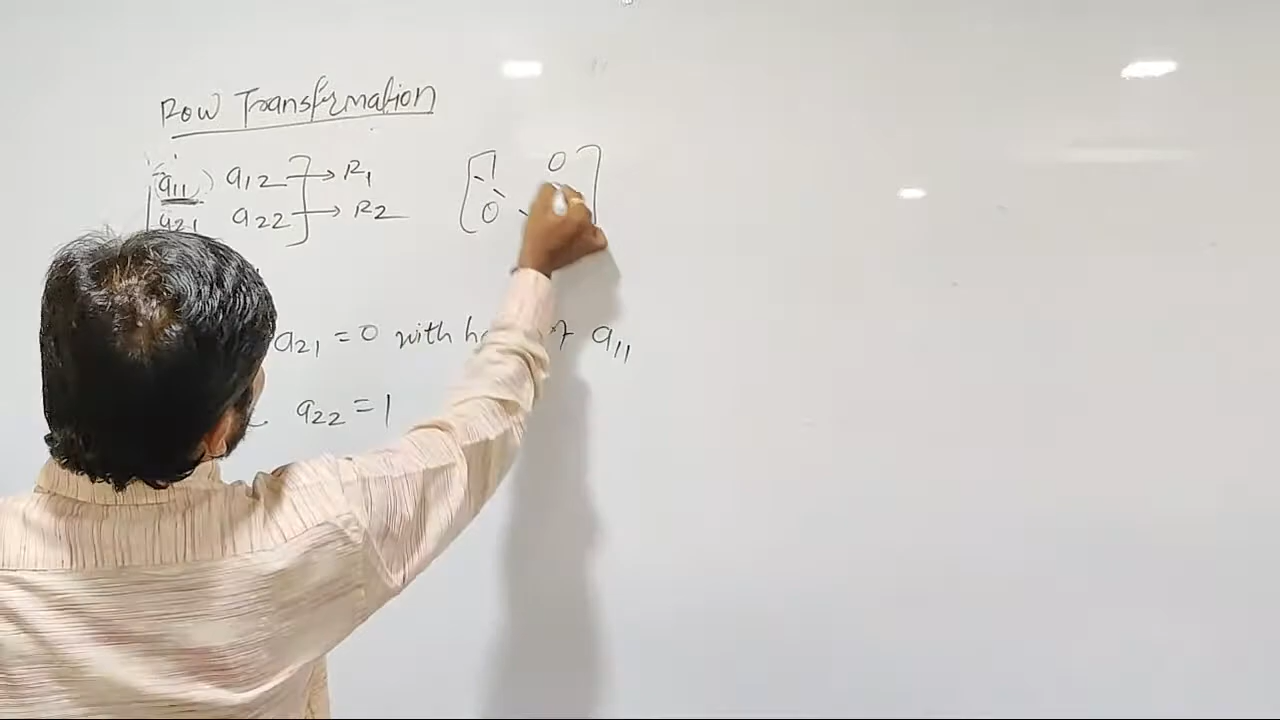 Row Transformation
a11 a12 → R1
a21 a22 → R2
1 0
0
a21 = 0 with a11
a22 = 1